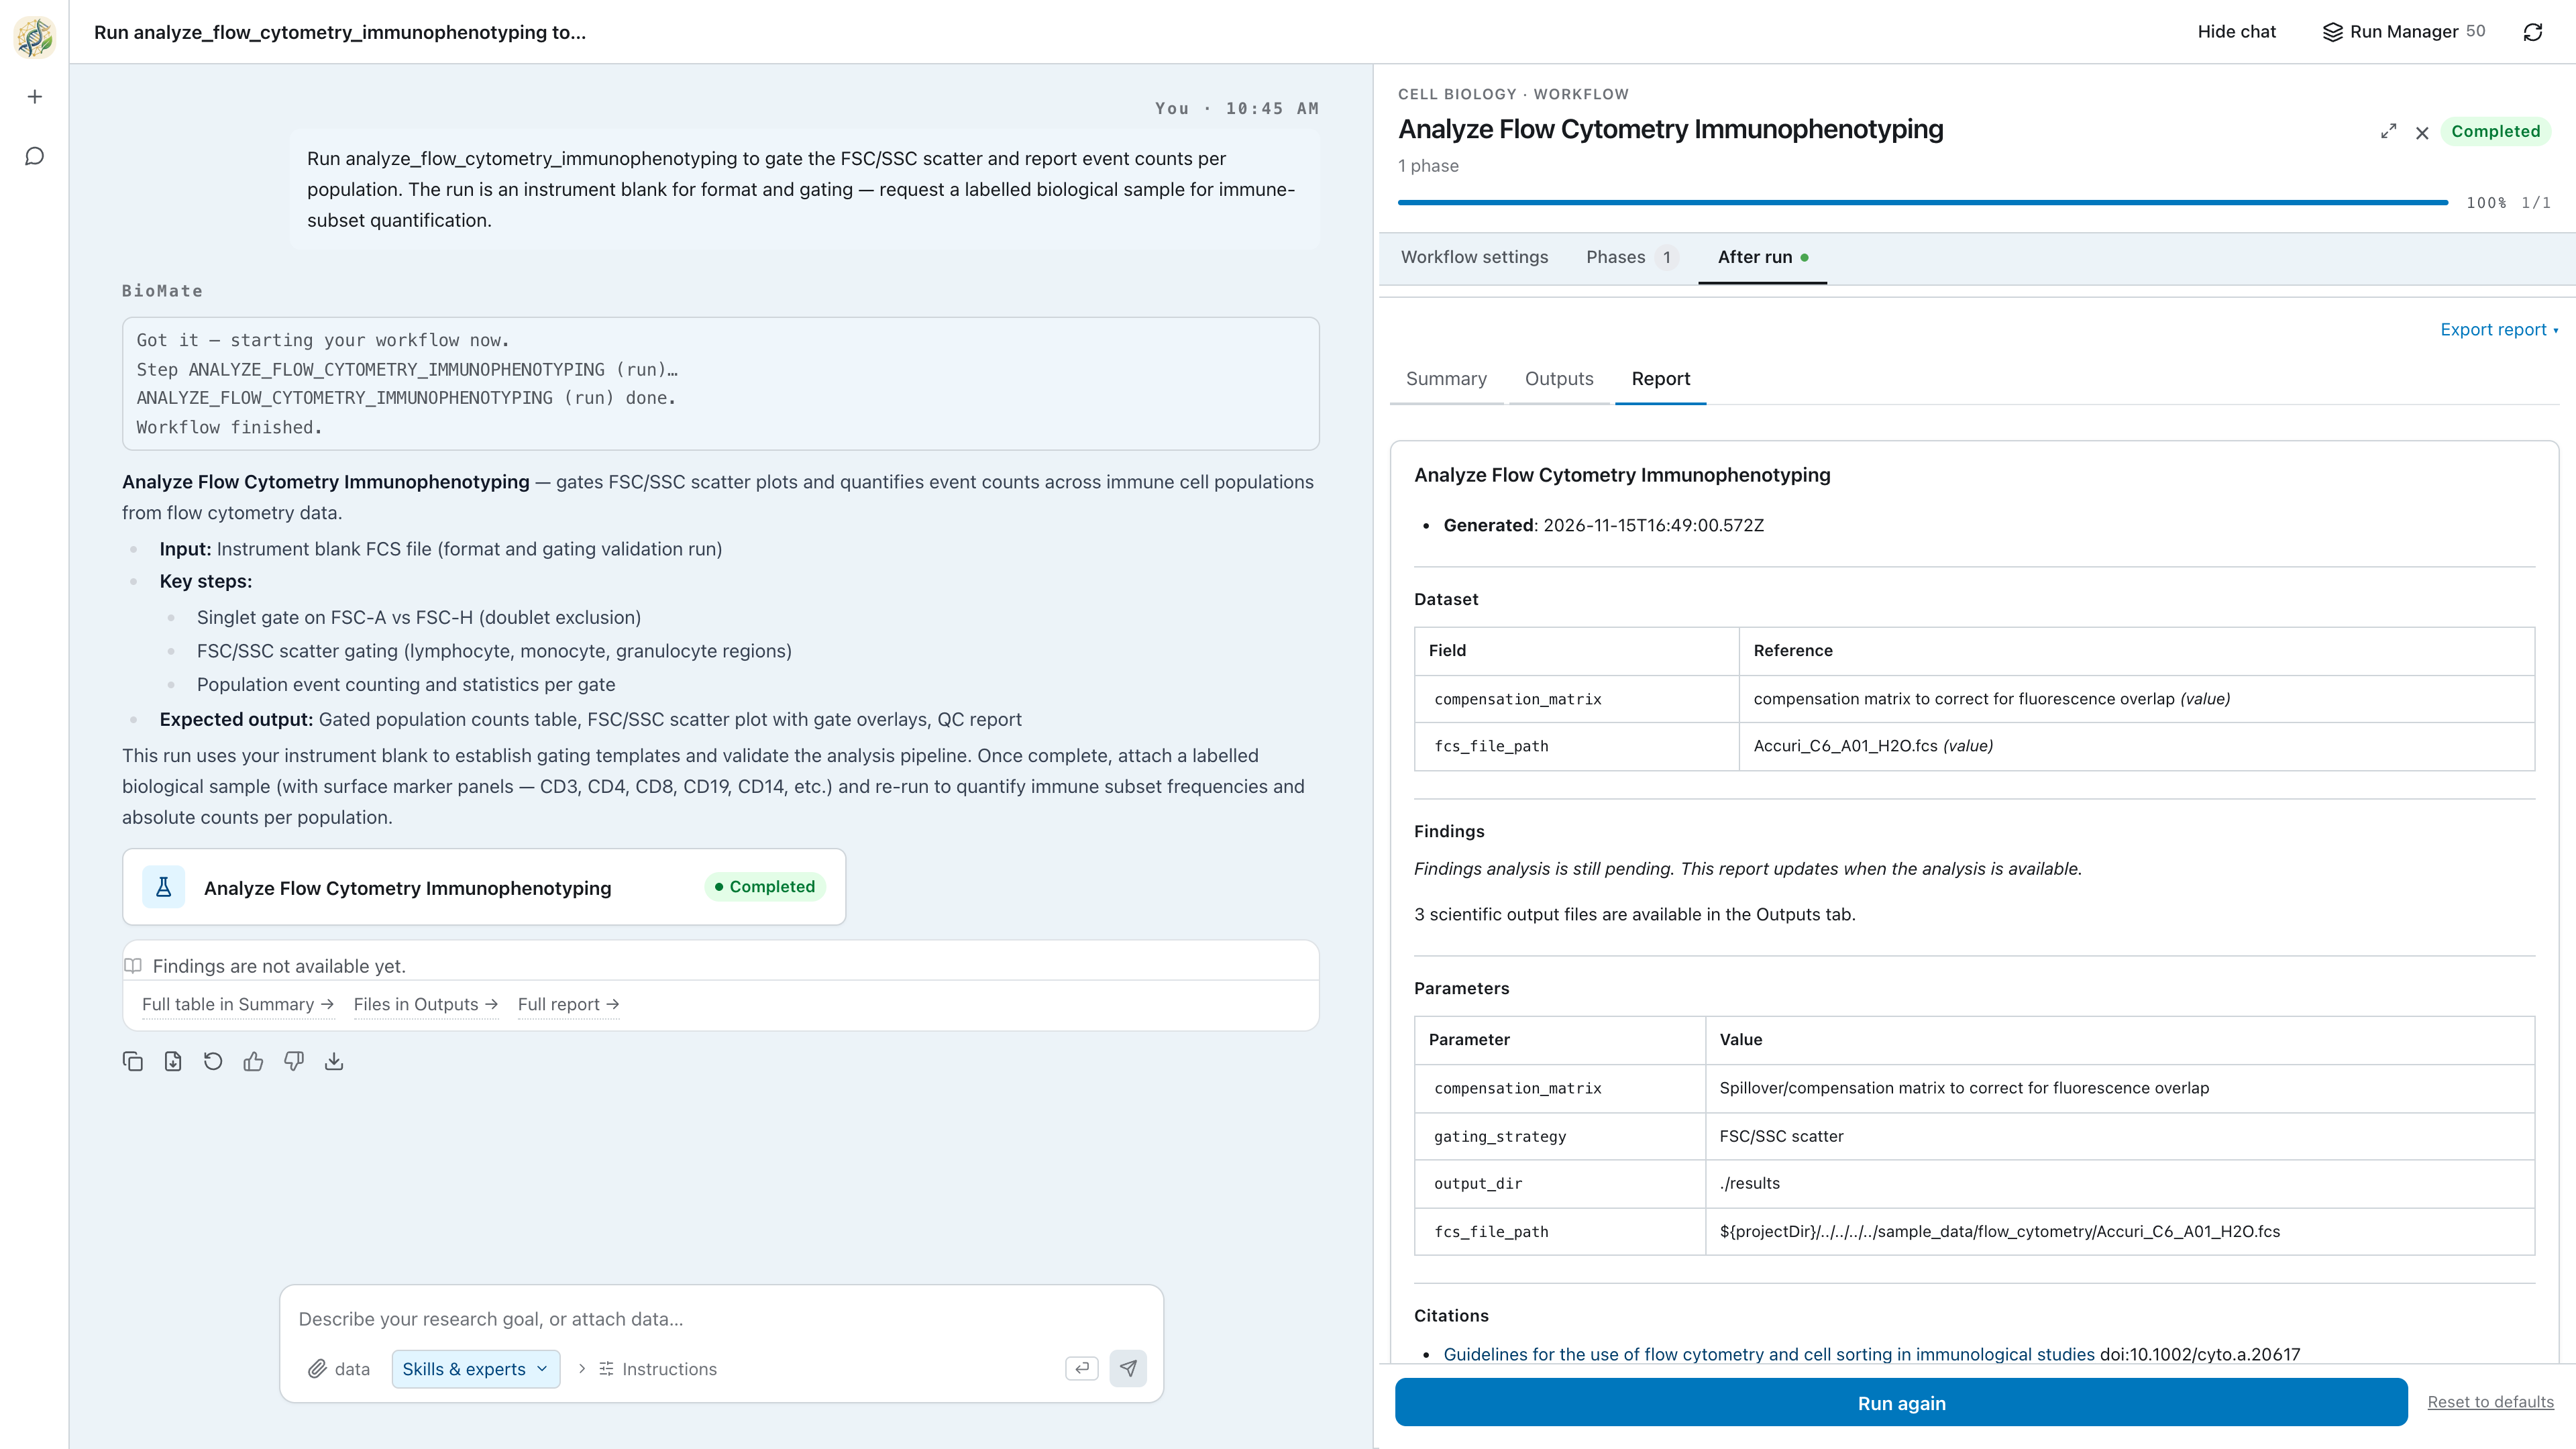 Run analyze_flow_cytometry_immunophenotyping to...
Hide chat
Run Manager 50
You · 10:45 AM
Run analyze_flow_cytometry_immunophenotyping to gate the FSC/SSC scatter and report event counts per
population. The run is an instrument blank for format and gating — request a labelled biological sample for immune-
subset quantification.
BioMate
Got it — starting your workflow now.
Step ANALYZE_FLOW_CYTOMETRY_IMMUNOPHENOTYPING (run)…
ANALYZE_FLOW_CYTOMETRY_IMMUNOPHENOTYPING (run) done.
Workflow finished.
Analyze Flow Cytometry Immunophenotyping — gates FSC/SSC scatter plots and quantifies event counts across immune cell populations
from flow cytometry data.
Input: Instrument blank FCS file (format and gating validation run)
Key steps:
Singlet gate on FSC-A vs FSC-H (doublet exclusion)
FSC/SSC scatter gating (lymphocyte, monocyte, granulocyte regions)
Population event counting and statistics per gate
Expected output: Gated population counts table, FSC/SSC scatter plot with gate overlays, QC report
This run uses your instrument blank to establish gating templates and validate the analysis pipeline. Once complete, attach a labelled
biological sample (with surface marker panels — CD3, CD4, CD8, CD19, CD14, etc.) and re-run to quantify immune subset frequencies and
absolute counts per population.
Analyze Flow Cytometry Immunophenotyping
Completed
Findings are not available yet.
Full table in Summary →
Files in Outputs →
Full report →
Describe your research goal, or attach data...
data
Skills & experts
Instructions
CELL BIOLOGY · WORKFLOW
Analyze Flow Cytometry Immunophenotyping
Completed
1 phase
100% 1/1
Workflow settings
Phases 1
After run
Export report
Summary
Outputs
Report
Analyze Flow Cytometry Immunophenotyping
Generated: 2026-11-15T16:49:00.572Z
Dataset
Field Reference
compensation_matrix compensation matrix to correct for fluorescence overlap (value)
fcs_file_path Accuri_C6_A01_H2O.fcs (value)
Findings
Findings analysis is still pending. This report updates when the analysis is available.
3 scientific output files are available in the Outputs tab.
Parameters
Parameter Value
compensation_matrix Spillover/compensation matrix to correct for fluorescence overlap
gating_strategy FSC/SSC scatter
output_dir ./results
fcs_file_path ${projectDir}/../../../../sample_data/flow_cytometry/Accuri_C6_A01_H2O.fcs
Citations
Guidelines for the use of flow cytometry and cell sorting in immunological studies doi:10.1002/cyto.a.20617
Run again
Reset to defaults